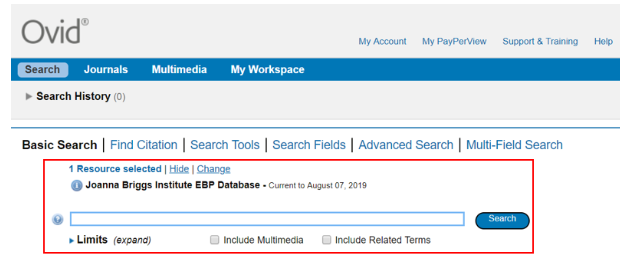 Ovid®
My Account My PayPerView Support & Training Help
Search Journals Multimedia My Workspace
▶ Search History (0)
Basic Search | Find Citation | Search Tools | Search Fields | Advanced Search | Multi-Field Search
1 Resource selected | Hide | Change
Joanna Briggs Institute EBP Database - Current to August 07, 2019
Search
▸ Limits (expand) Include Multimedia Include Related Terms